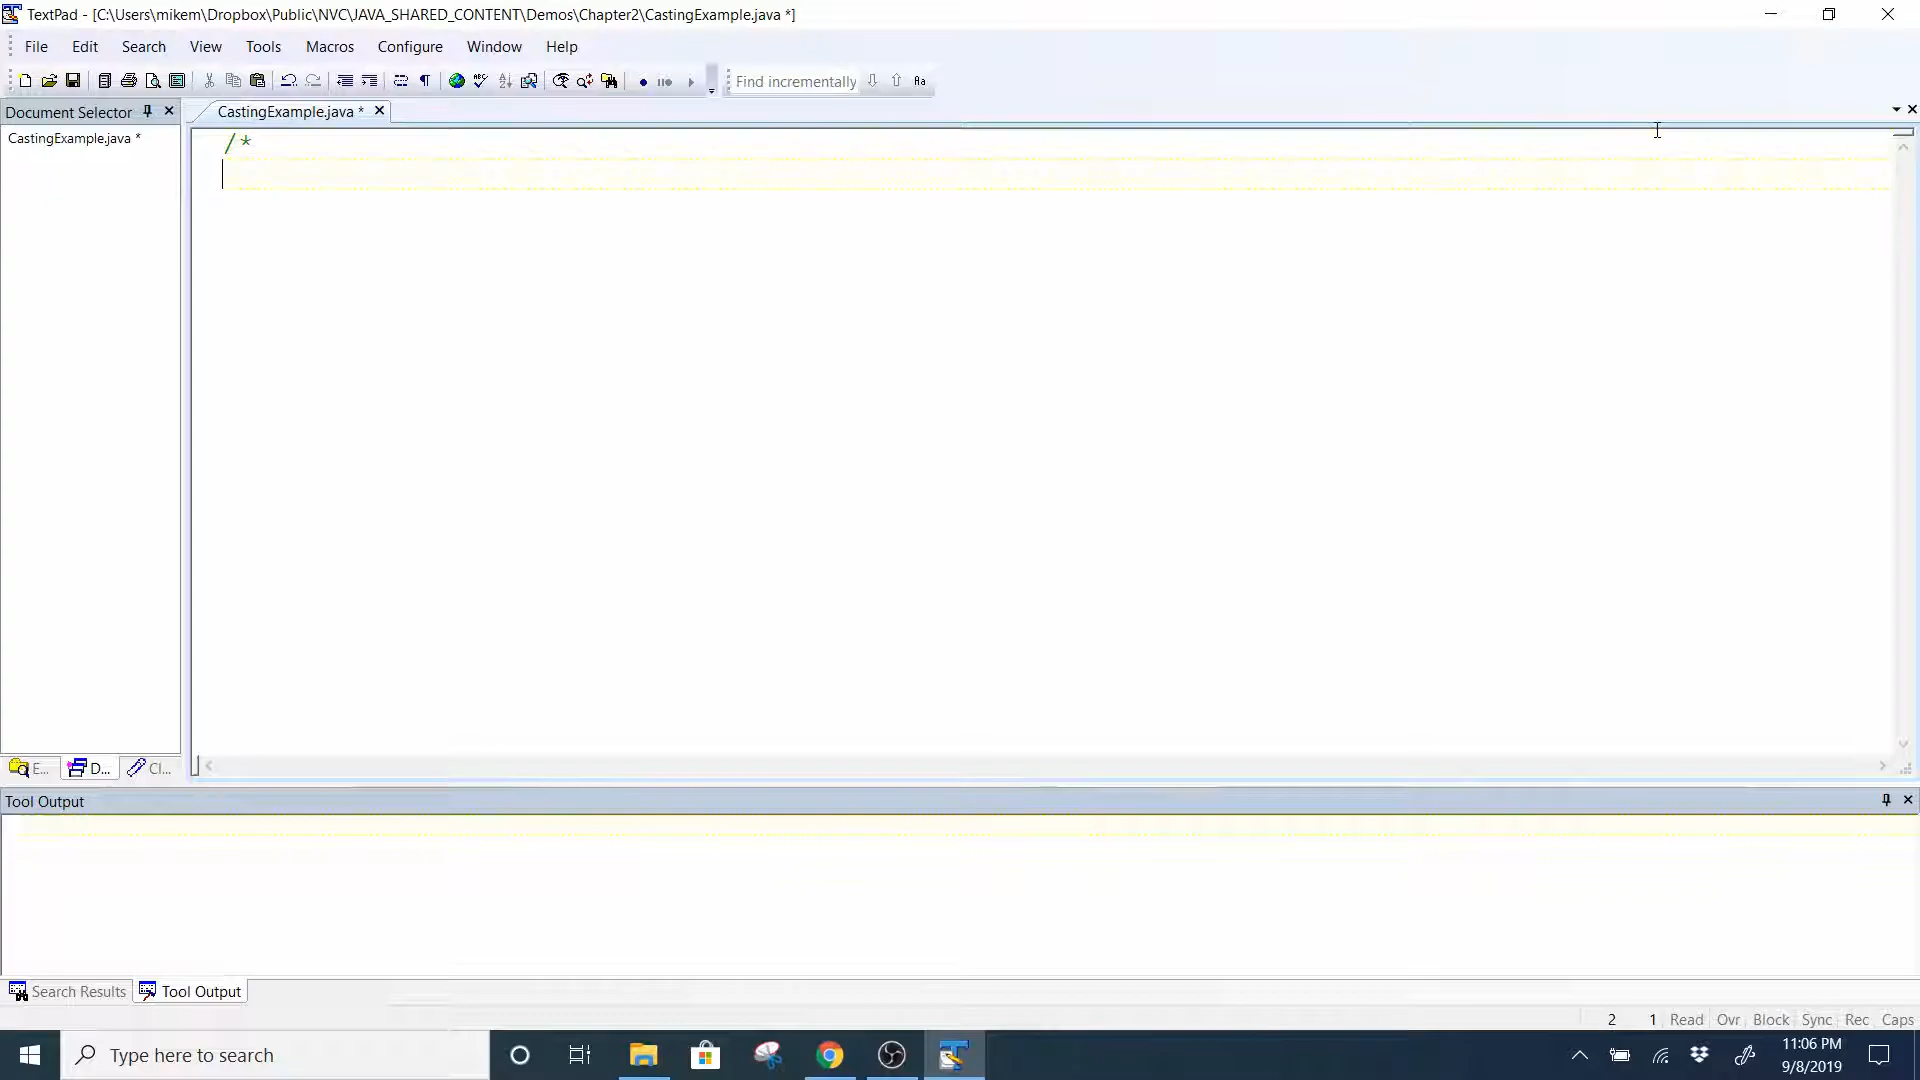 TextPad - [C:\Users\mikem\Dropbox\Public\NVC\JAVA_SHARED_CONTENT\Demos\Chapter2\CastingExample.java *]
File Edit Search View Tools Macros Configure Window Help
Find incrementally
Document Selector
CastingExample.java *
CastingExample.java *
/*
E...
D...
Cl...
Tool Output
Search Results
Tool Output
2 1 Read Ovr Block Sync Rec Caps
Type here to search
11:06 PM
9/8/2019